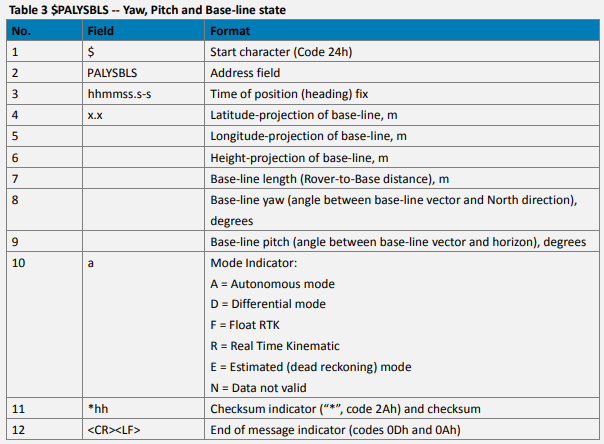 Table 3 $PALYSBLS -- Yaw, Pitch and Base-line state
No. Field Format
1 $ Start character (Code 24h)
2 PALYSBLS Address field
3 hhmmss.s-s Time of position (heading) fix
4 x.x Latitude-projection of base-line, m
5 Longitude-projection of base-line, m
6 Height-projection of base-line, m
7 Base-line length (Rover-to-Base distance), m
8 Base-line yaw (angle between base-line vector and North direction),
degrees
9 Base-line pitch (angle between base-line vector and horizon), degrees
10 a Mode Indicator:
A = Autonomous mode
D = Differential mode
F = Float RTK
R = Real Time Kinematic
E = Estimated (dead reckoning) mode
N = Data not valid
11 *hh Checksum indicator (“*”, code 2Ah) and checksum
12 <CR><LF> End of message indicator (codes 0Dh and 0Ah)